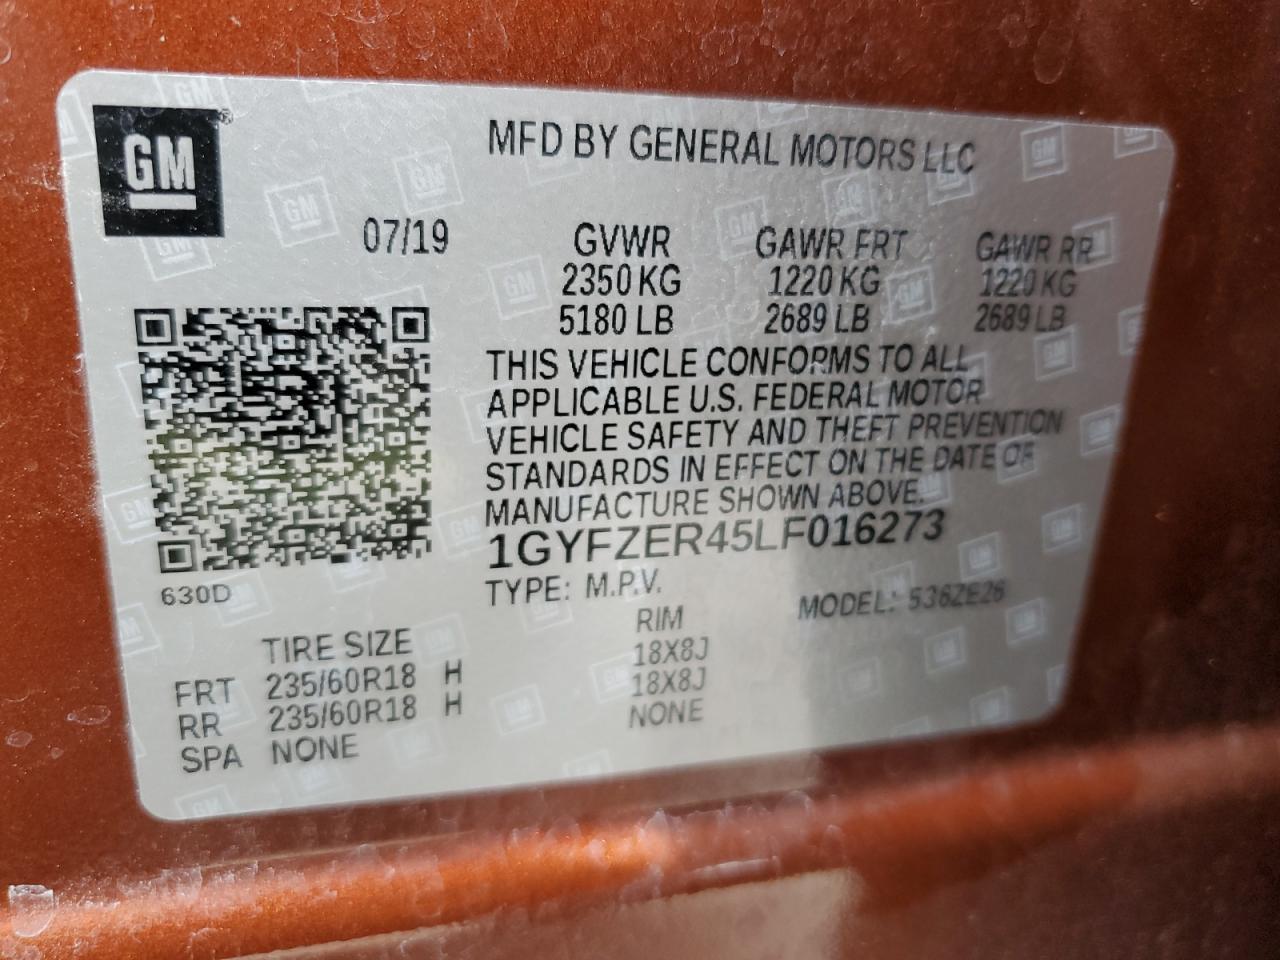 GM
MFD BY GENERAL MOTORS LLC
07/19
GVWR GAWR FRT GAWR RR
2350 KG 1220 KG 1220 KG
5180 LB 2689 LB 2689 LB
THIS VEHICLE CONFORMS TO ALL
APPLICABLE U.S. FEDERAL MOTOR
VEHICLE SAFETY AND THEFT PREVENTION
STANDARDS IN EFFECT ON THE DATE OF
MANUFACTURE SHOWN ABOVE.
1GYFZER45LF016273
630D
TYPE: M.P.V. MODEL: 536ZE26
TIRE SIZE RIM
FRT 235/60R18 H 18X8J
RR 235/60R18 H 18X8J
SPA NONE NONE